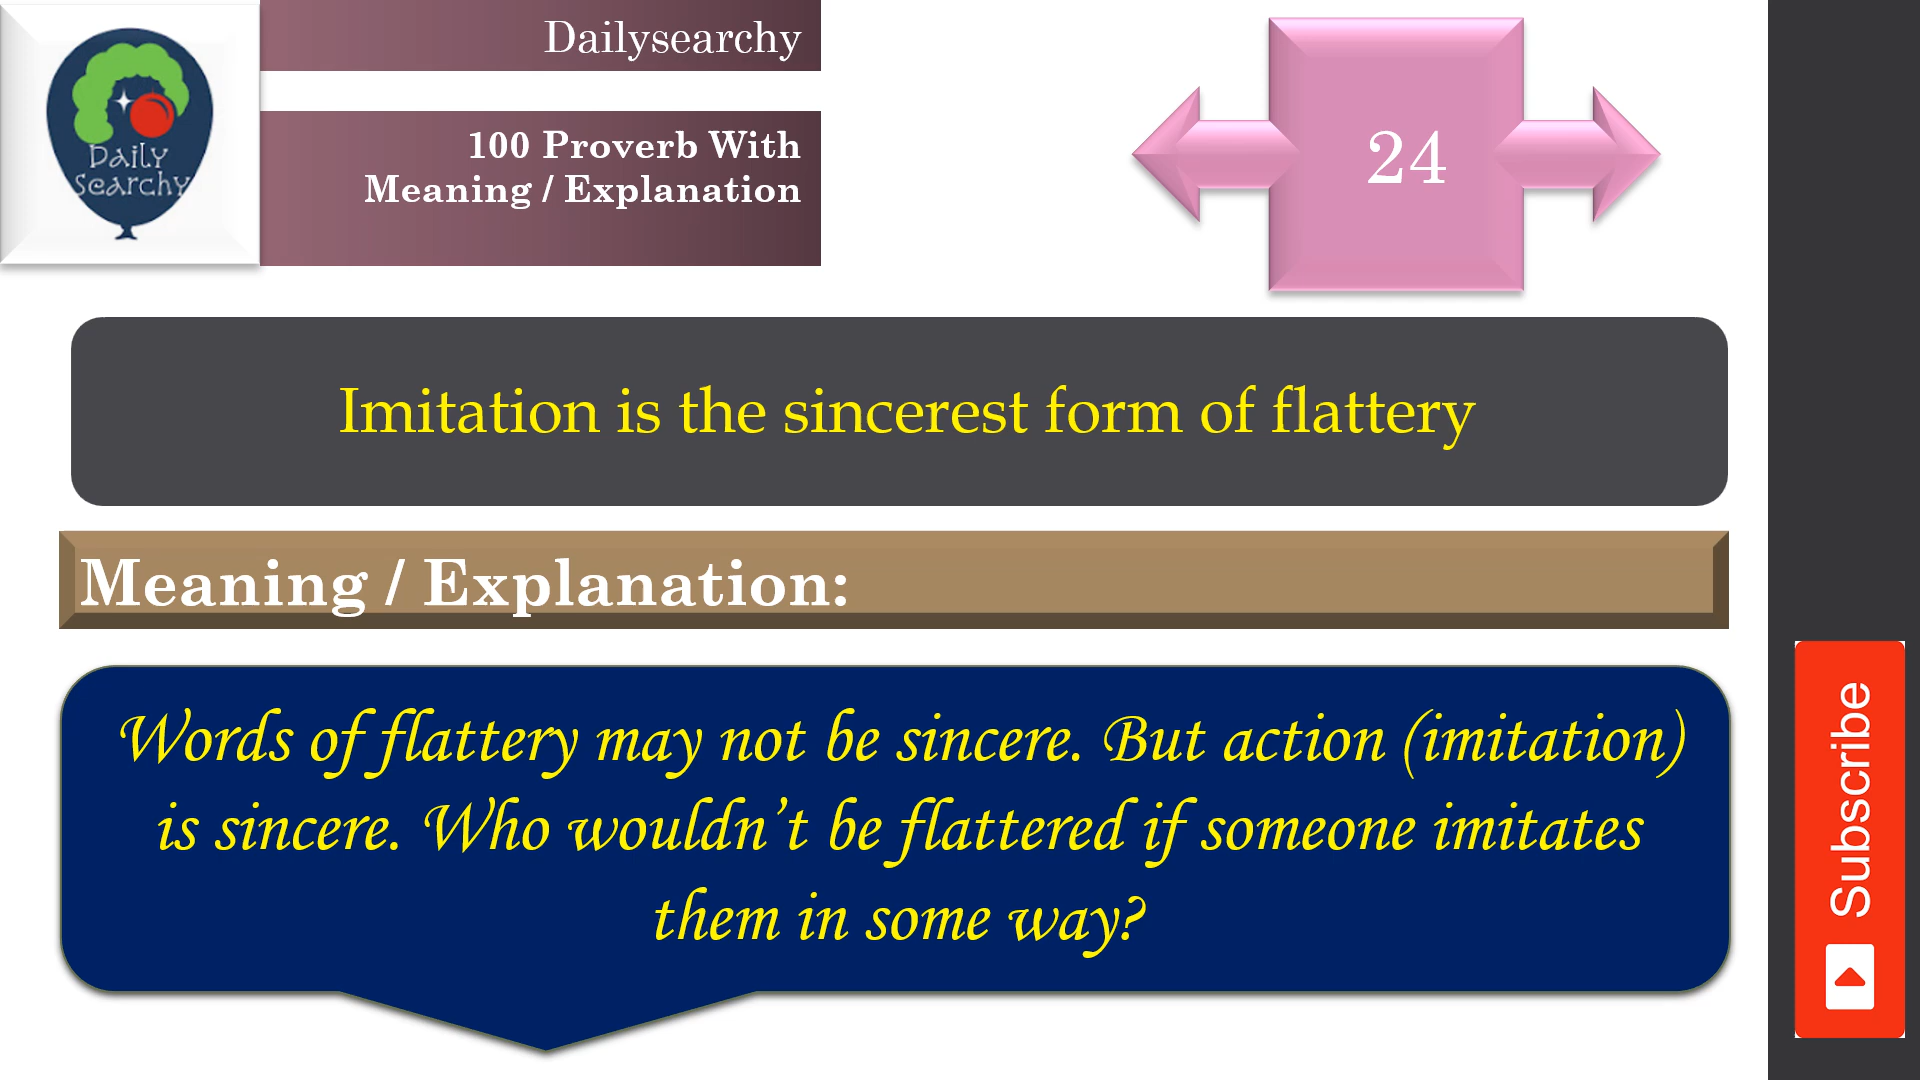 Daily
Searchy
Dailysearchy
100 Proverb With
Meaning / Explanation
24
Imitation is the sincerest form of flattery
Meaning / Explanation:
Words of flattery may not be sincere. But action (imitation)
is sincere. Who wouldn’t be flattered if someone imitates
them in some way?
Subscribe